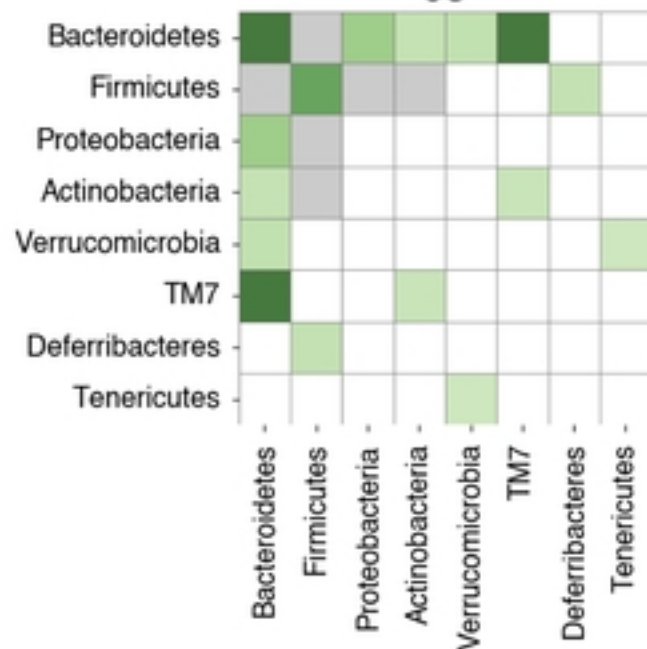 Bacteroidetes
Firmicutes
Proteobacteria
Actinobacteria
Verrucomicrobia
TM7
Deferribacteres
Tenericutes
Bacteroidetes
Firmicutes
Proteobacteria
Actinobacteria
Verrucomicrobia
TM7
Deferribacteres
Tenericutes